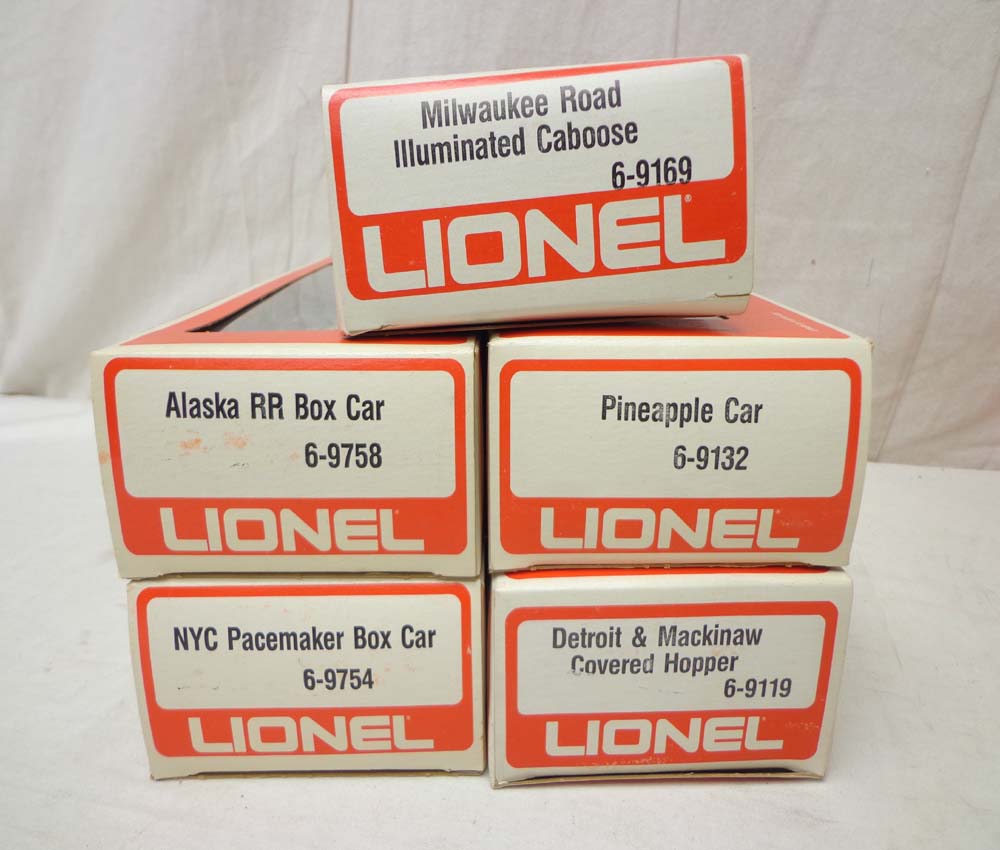 Milwaukee Road
Illuminated Caboose
6-9169
LIONEL®
Alaska RR Box Car
6-9758
LIONEL
Pineapple Car
6-9132
LIONEL
NYC Pacemaker Box Car
6-9754
LIONEL
Detroit & Mackinaw
Covered Hopper
6-9119
LIONEL